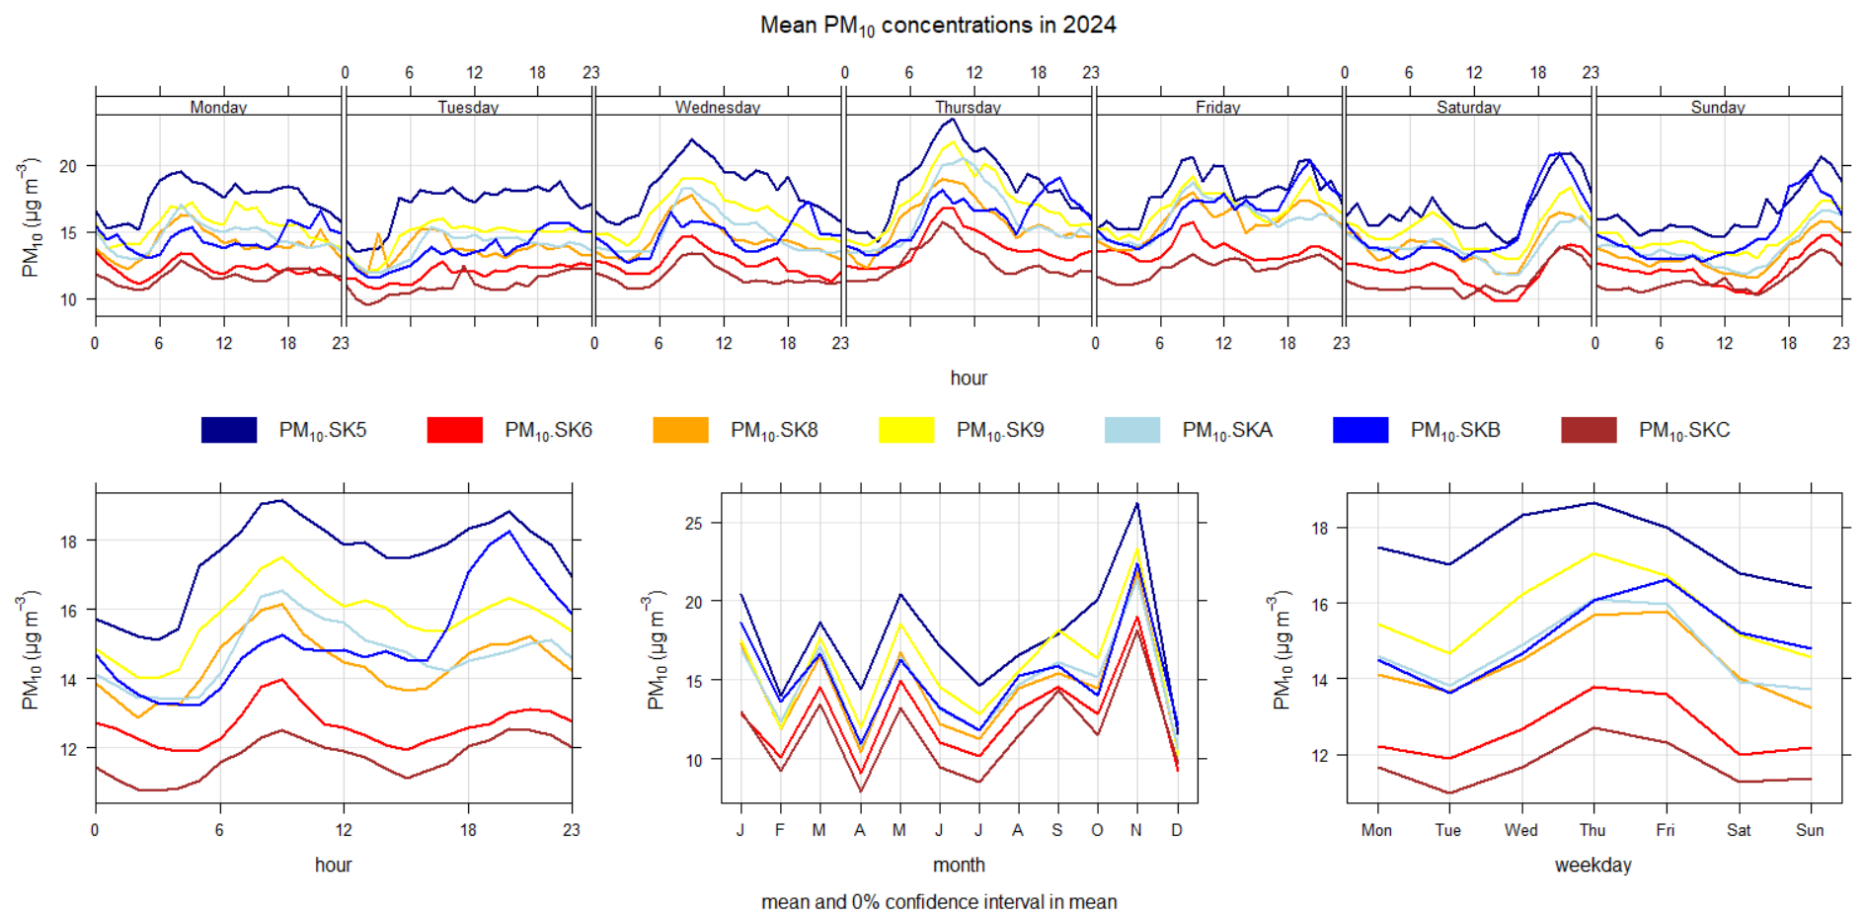 Mean PM10 concentrations in 2024
0 6 12 18 23 0 6 12 18 23 0 6 12 18 23
Monday Tuesday Wednesday Thursday Friday Saturday Sunday
PM10 (µg m−3)
20
15
10
0 6 12 18 23 0 6 12 18 23 0 6 12 18 23 0 6 12 18 23
hour
PM10.SK5 PM10.SK6 PM10.SK8 PM10.SK9 PM10.SKA PM10.SKB PM10.SKC
PM10 (µg m−3)
18
16
14
12
0 6 12 18 23
hour
PM10 (µg m−3)
25
20
15
10
J F M A M J J A S O N D
month
PM10 (µg m−3)
18
16
14
12
Mon Tue Wed Thu Fri Sat Sun
weekday
mean and 0% confidence interval in mean